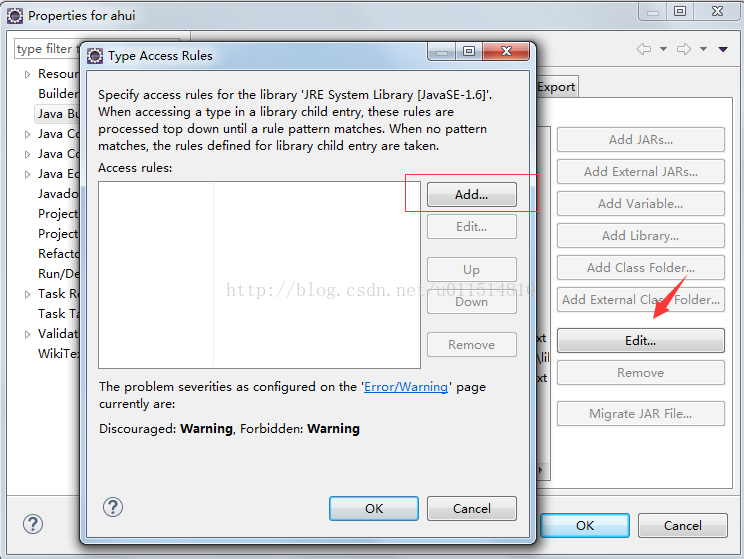 Properties for ahui
type filter t
Resour
Builder
Java Bu
Java Co
Java Co
Java Ed
Javado
Project
Project
Refacto
Run/De
Task Re
Task Ta
Validat
WikiTex
Type Access Rules
Specify access rules for the library 'JRE System Library [JavaSE-1.6]'.
When accessing a type in a library child entry, these rules are
processed top down until a rule pattern matches. When no pattern
matches, the rules defined for library child entry are taken.
Access rules:
Add...
Edit...
Up
Down
Remove
http://blog.csdn.net/u011514810
The problem severities as configured on the 'Error/Warning' page
currently are:
Discouraged: Warning, Forbidden: Warning
OK
Cancel
Export
Add JARs...
Add External JARs...
Add Variable...
Add Library...
Add Class Folder...
Add External Class Folder...
Edit...
Remove
Migrate JAR File...
xt
\lil
xt
OK
Cancel